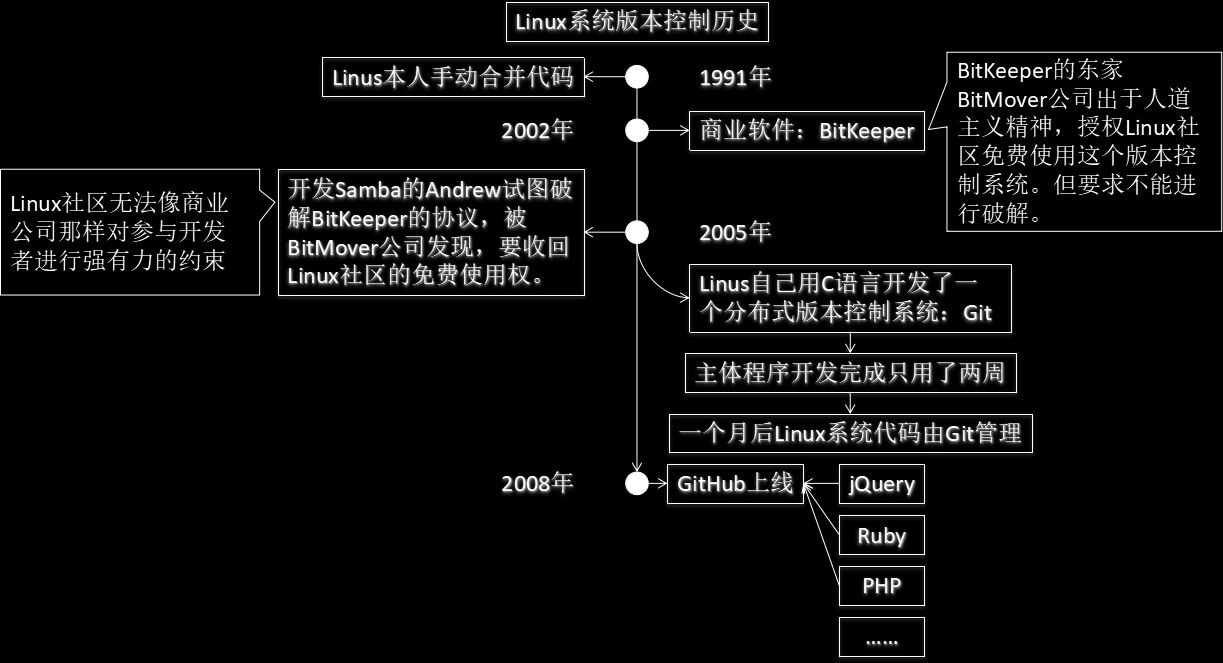 Linux系统版本控制历史
Linus本人手动合并代码
1991年
2002年
商业软件：BitKeeper
BitKeeper的东家
BitMover公司出于人道
主义精神，授权Linux社
区免费使用这个版本控
制系统。但要求不能进
行破解。
Linux社区无法像商业
公司那样对参与开发
者进行强有力的约束
开发Samba的Andrew试图破
解BitKeeper的协议，被
BitMover公司发现，要收回
Linux社区的免费使用权。
2005年
Linus自己用C语言开发了一
个分布式版本控制系统：Git
主体程序开发完成只用了两周
一个月后Linux系统代码由Git管理
2008年
GitHub上线
jQuery
Ruby
PHP
……